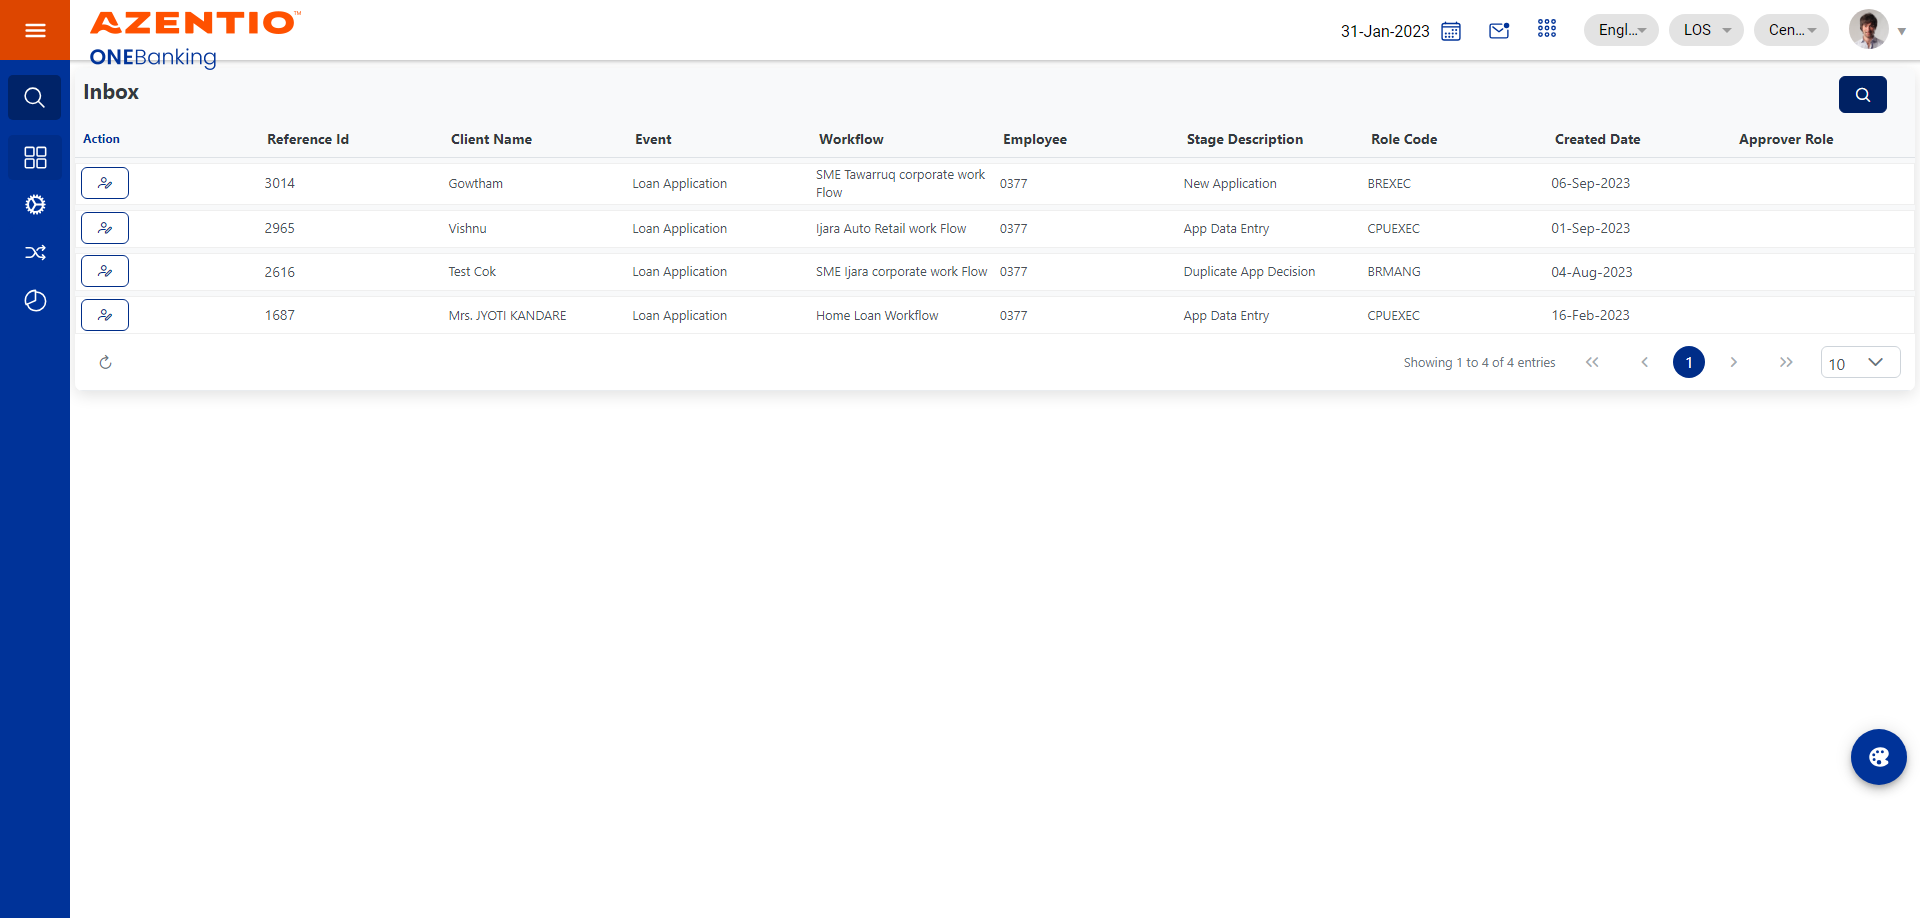 AZENTIO™
ONEBanking
31-Jan-2023
Engl...
LOS
Cen...
Inbox
Action Reference Id Client Name Event Workflow Employee Stage Description Role Code Created Date Approver Role
3014 Gowtham Loan Application SME Tawarruq corporate work Flow 0377 New Application BREXEC 06-Sep-2023
2965 Vishnu Loan Application Ijara Auto Retail work Flow 0377 App Data Entry CPUEXEC 01-Sep-2023
2616 Test Cok Loan Application SME Ijara corporate work Flow 0377 Duplicate App Decision BRMANG 04-Aug-2023
1687 Mrs. JYOTI KANDARE Loan Application Home Loan Workflow 0377 App Data Entry CPUEXEC 16-Feb-2023
Showing 1 to 4 of 4 entries 1 10